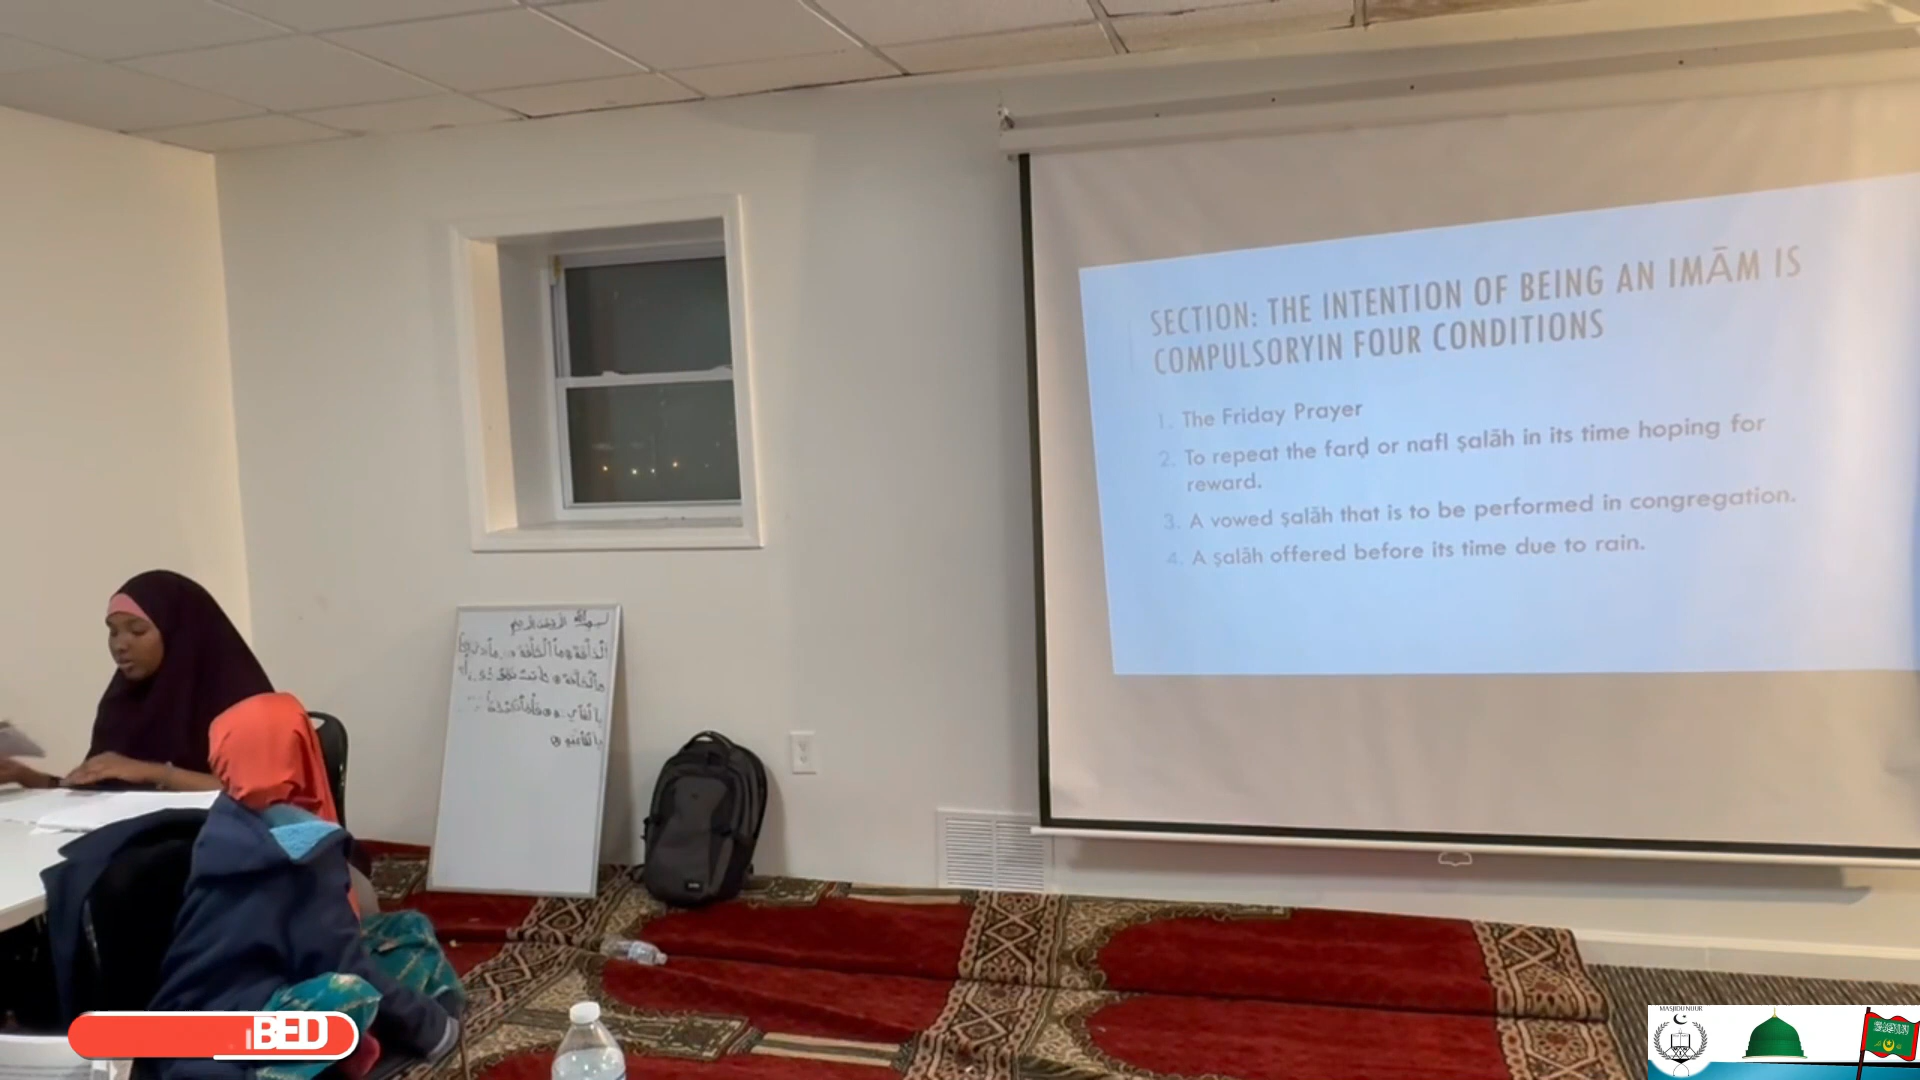 SECTION: THE INTENTION OF BEING AN IMĀM IS
COMPULSORYIN FOUR CONDITIONS
1. The Friday Prayer
2. To repeat the farḍ or nafl ṣalāh in its time hoping for
reward.
3. A vowed ṣalāh that is to be performed in congregation.
4. A ṣalāh offered before its time due to rain.
بسم الله الرحمن الرحيم
MASJIDU NUUR